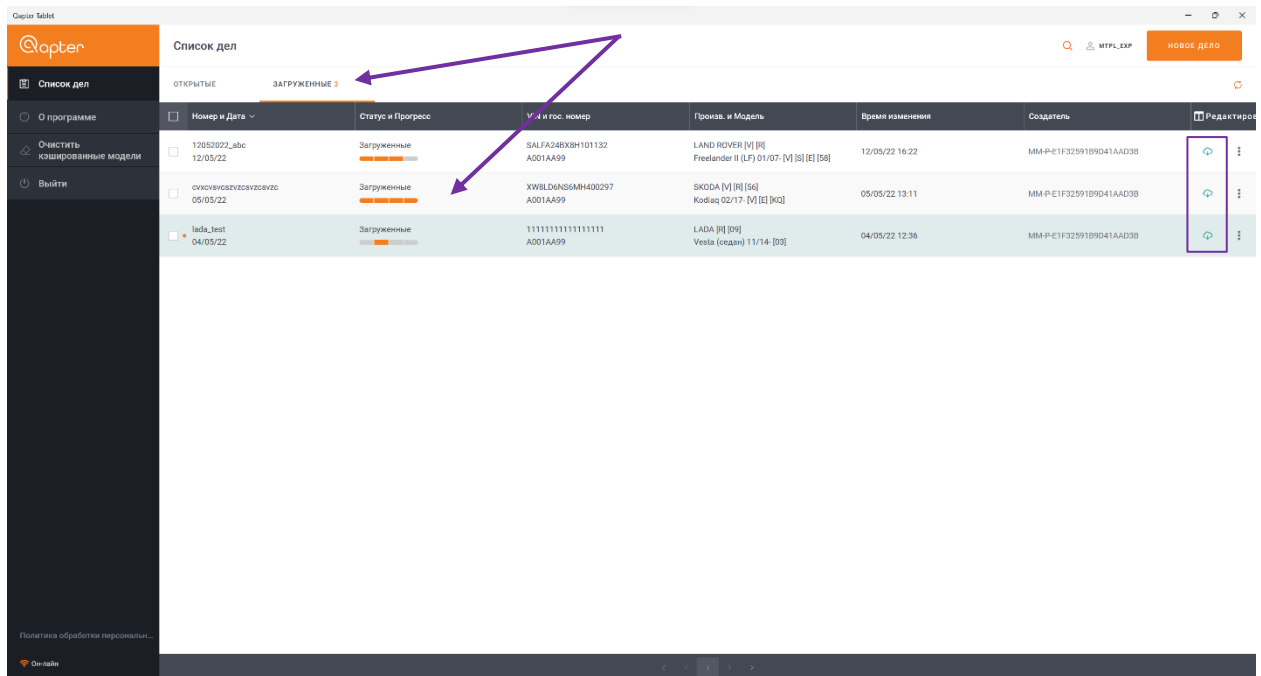 Qapter Tablet
Qapter
Список дел
MTPL_EXP
НОВОЕ ДЕЛО
Список дел
ОТКРЫТЫЕ
ЗАГРУЖЕННЫЕ 3
О программе
Номер и Дата
Статус и Прогресс
VIN и гос. номер
Произв. и Модель
Время изменения
Создатель
Редактиров
Очистить
кэшированные модели
12052022_abc
12/05/22
Загруженные
SALFA24BX8H101132
A001AA99
LAND ROVER [V] [R]
Freelander II (LF) 01/07- [V] [S] [E] [58]
12/05/22 16:22
MM-P-E1F32591B9D41AAD3B
Выйти
cvxcvsvcszvzcsvzcsvzc
05/05/22
Загруженные
XW8LD6NS6MH400297
A001AA99
SKODA [V] [R] [56]
Kodiaq 02/17- [V] [E] [KQ]
05/05/22 13:11
MM-P-E1F32591B9D41AAD3B
lada_test
04/05/22
Загруженные
11111111111111111
A001AA99
LADA [R] [09]
Vesta (седан) 11/14- [03]
04/05/22 12:36
MM-P-E1F32591B9D41AAD3B
Политика обработки персональн...
Он-лайн
1